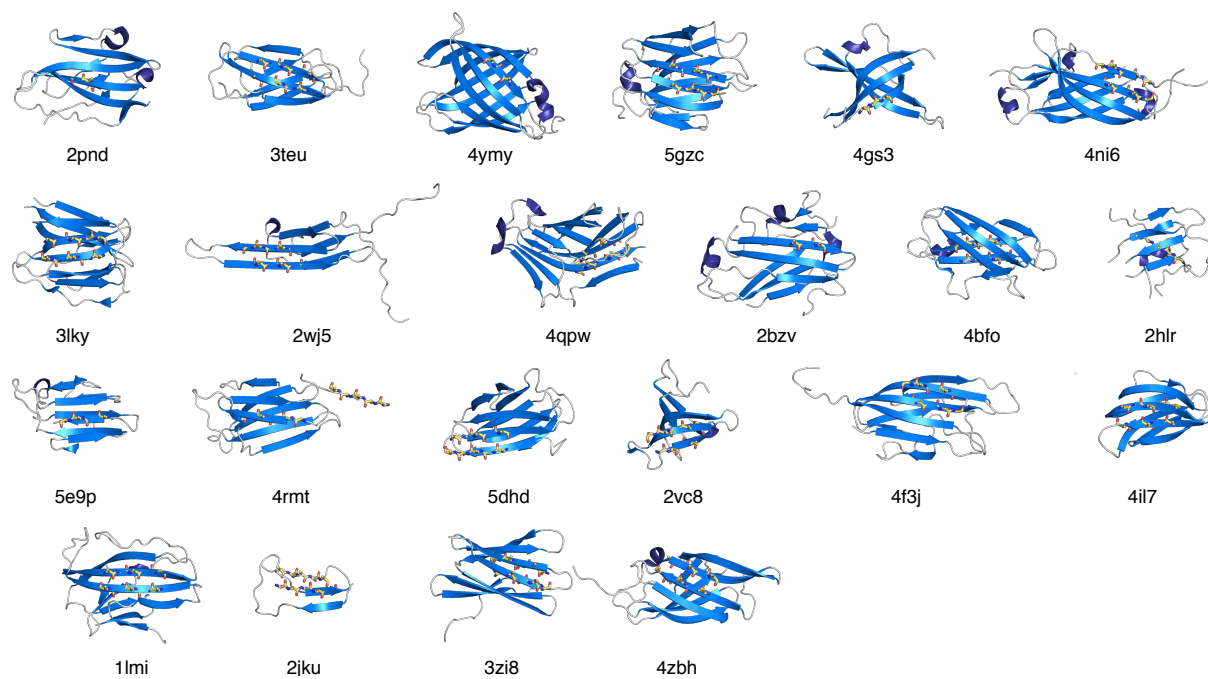 2pnd 3teu 4ymy 5gzc 4gs3 4ni6
3lky 2wj5 4qpw 2bzv 4bfo 2hlr
5e9p 4rmt 5dhd 2vc8 4f3j 4il7
1lmi 2jku 3zi8 4zbh